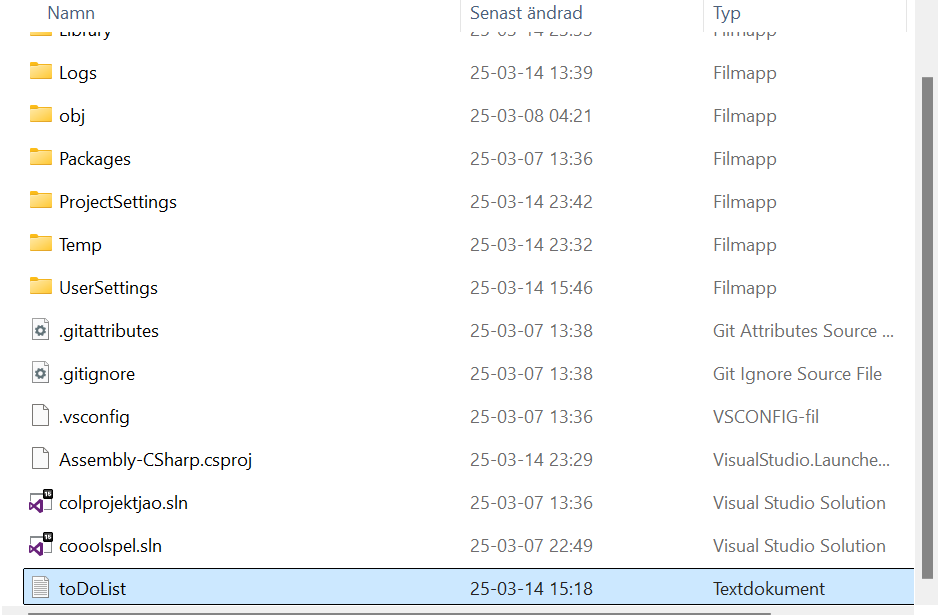 Namn Senast ändrad Typ
Library 25-03-14 23:35 Filmapp
Logs 25-03-14 13:39 Filmapp
obj 25-03-08 04:21 Filmapp
Packages 25-03-07 13:36 Filmapp
ProjectSettings 25-03-14 23:42 Filmapp
Temp 25-03-14 23:32 Filmapp
UserSettings 25-03-14 15:46 Filmapp
.gitattributes 25-03-07 13:38 Git Attributes Source ...
.gitignore 25-03-07 13:38 Git Ignore Source File
.vsconfig 25-03-07 13:36 VSCONFIG-fil
Assembly-CSharp.csproj 25-03-14 23:29 VisualStudio.Launche...
colprojektjao.sln 25-03-07 13:36 Visual Studio Solution
cooolspel.sln 25-03-07 22:49 Visual Studio Solution
toDoList 25-03-14 15:18 Textdokument